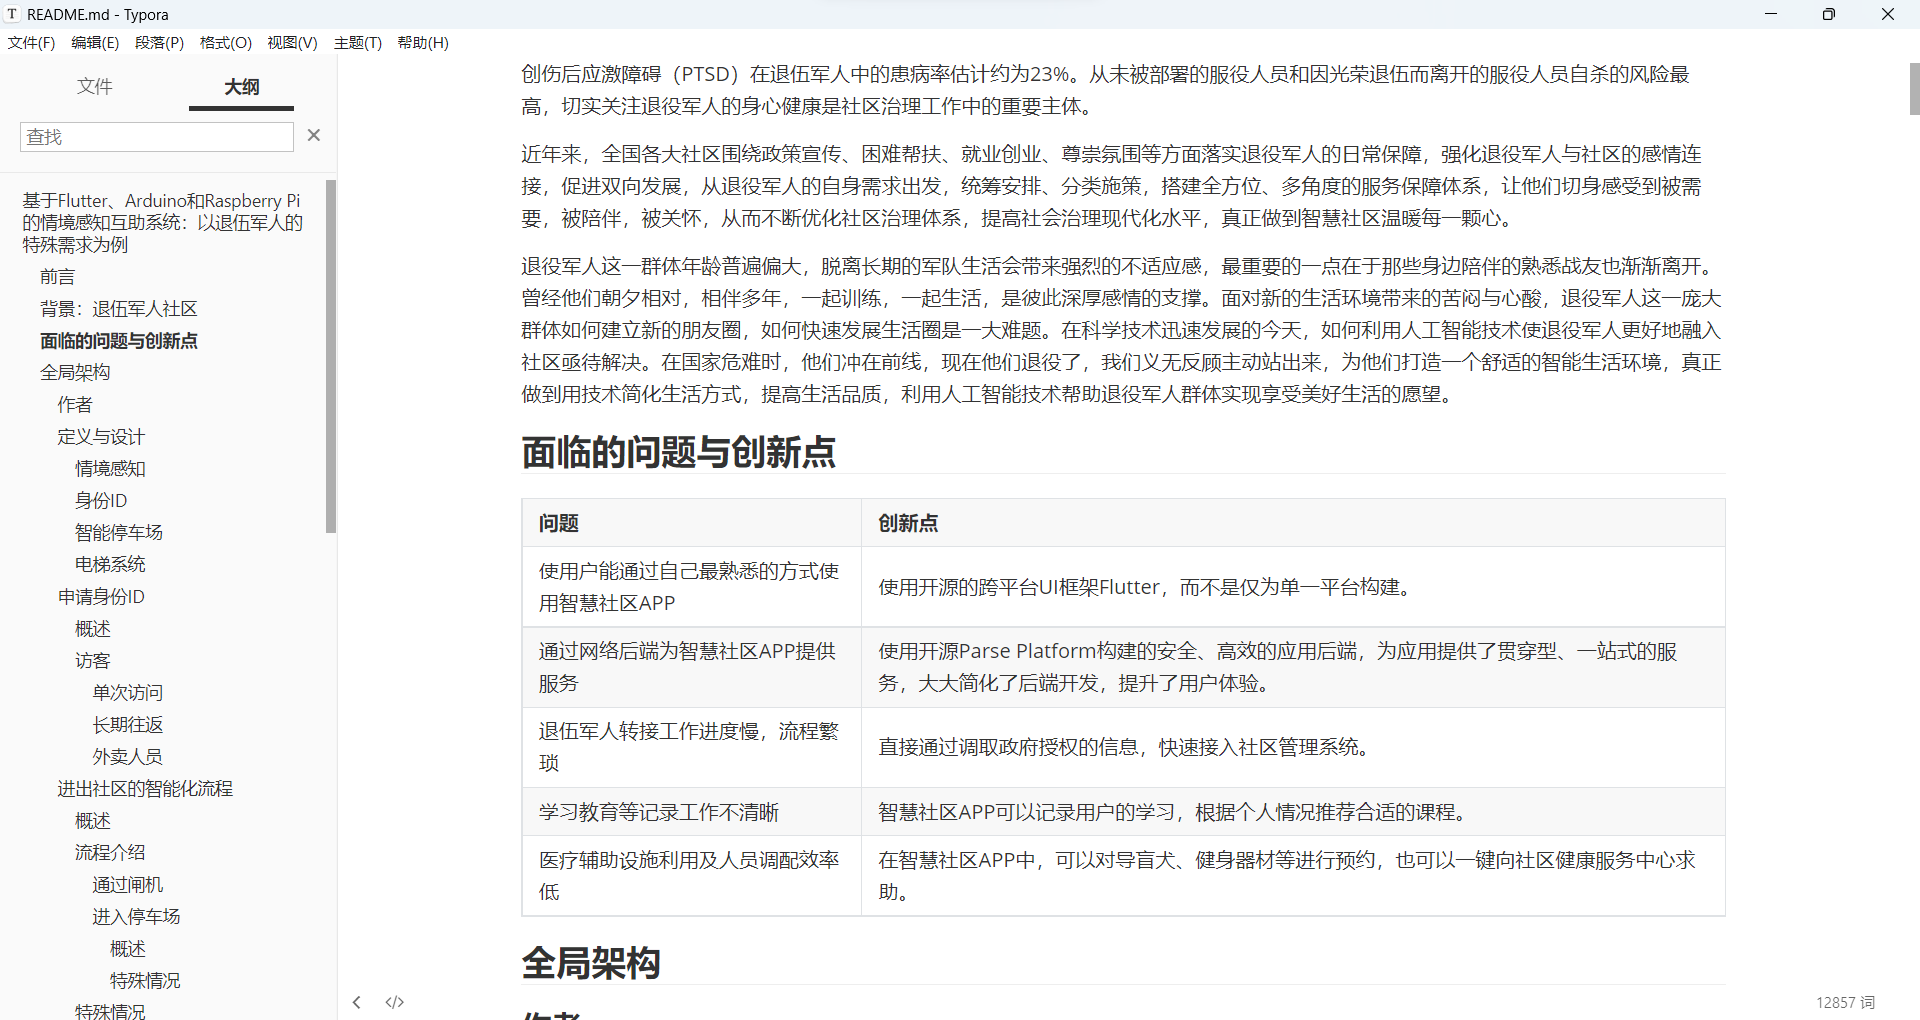 README.md - Typora
文件(F) 编辑(E) 段落(P) 格式(O) 视图(V) 主题(T) 帮助(H)
文件
大纲
查找
基于Flutter、Arduino和Raspberry Pi
的情境感知互助系统：以退伍军人的
特殊需求为例
前言
背景：退伍军人社区
面临的问题与创新点
全局架构
作者
定义与设计
情境感知
身份ID
智能停车场
电梯系统
申请身份ID
概述
访客
单次访问
长期往返
外卖人员
进出社区的智能化流程
概述
流程介绍
通过闸机
进入停车场
概述
特殊情况
特殊情况
创伤后应激障碍（PTSD）在退伍军人中的患病率估计约为23%。从未被部署的服役人员和因光荣退伍而离开的服役人员自杀的风险最
高，切实关注退役军人的身心健康是社区治理工作中的重要主体。
近年来，全国各大社区围绕政策宣传、困难帮扶、就业创业、尊崇氛围等方面落实退役军人的日常保障，强化退役军人与社区的感情连
接，促进双向发展，从退役军人的自身需求出发，统筹安排、分类施策，搭建全方位、多角度的服务保障体系，让他们切身感受到被需
要，被陪伴，被关怀，从而不断优化社区治理体系，提高社会治理现代化水平，真正做到智慧社区温暖每一颗心。
退役军人这一群体年龄普遍偏大，脱离长期的军队生活会带来强烈的不适应感，最重要的一点在于那些身边陪伴的熟悉战友也渐渐离开。
曾经他们朝夕相对，相伴多年，一起训练，一起生活，是彼此深厚感情的支撑。面对新的生活环境带来的苦闷与心酸，退役军人这一庞大
群体如何建立新的朋友圈，如何快速发展生活圈是一大难题。在科学技术迅速发展的今天，如何利用人工智能技术使退役军人更好地融入
社区亟待解决。在国家危难时，他们冲在前线，现在他们退役了，我们义无反顾主动站出来，为他们打造一个舒适的智能生活环境，真正
做到用技术简化生活方式，提高生活品质，利用人工智能技术帮助退役军人群体实现享受美好生活的愿望。
面临的问题与创新点
问题
创新点
使用户能通过自己最熟悉的方式使
用智慧社区APP
使用开源的跨平台UI框架Flutter，而不是仅为单一平台构建。
通过网络后端为智慧社区APP提供
服务
使用开源Parse Platform构建的安全、高效的应用后端，为应用提供了贯穿型、一站式的服
务，大大简化了后端开发，提升了用户体验。
退伍军人转接工作进度慢，流程繁
琐
直接通过调取政府授权的信息，快速接入社区管理系统。
学习教育等记录工作不清晰
智慧社区APP可以记录用户的学习，根据个人情况推荐合适的课程。
医疗辅助设施利用及人员调配效率
低
在智慧社区APP中，可以对导盲犬、健身器材等进行预约，也可以一键向社区健康服务中心求
助。
全局架构
作者
12857 词